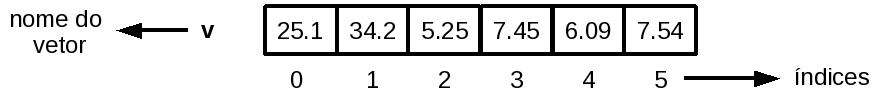 nome do
vetor
v
25.1 34.2 5.25 7.45 6.09 7.54
0 1 2 3 4 5
índices